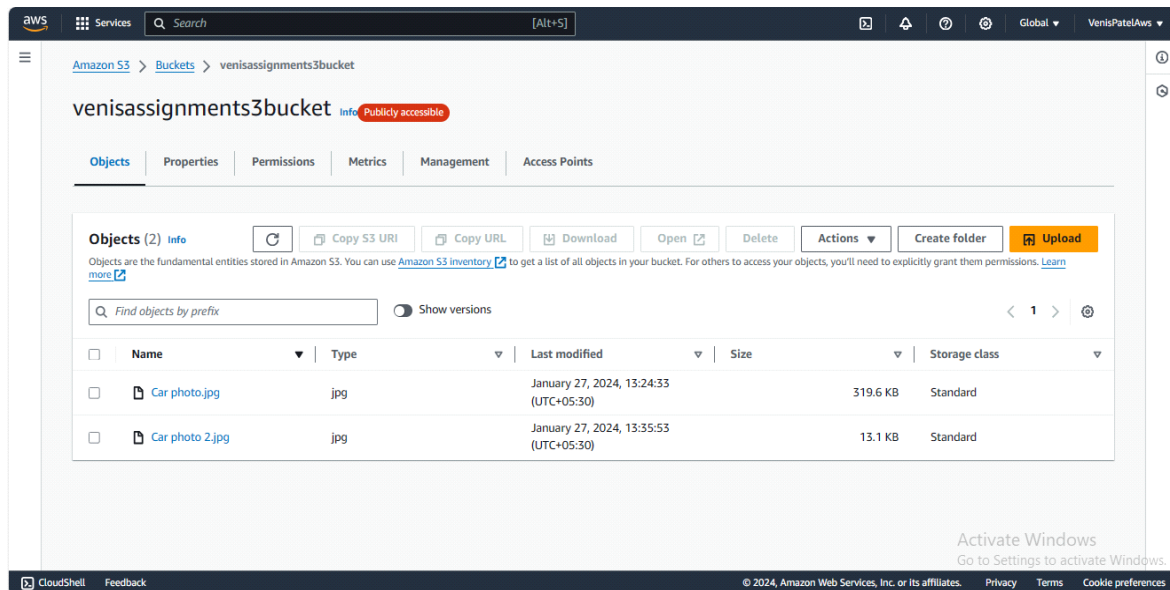 aws Services Search [Alt+S] Global VenisPatelAws
Amazon S3 Buckets venisassignments3bucket
venisassignments3bucket Info Publicly accessible
Objects Properties Permissions Metrics Management Access Points
Objects (2) Info Copy S3 URI Copy URL Download Open Delete Actions Create folder Upload
Objects are the fundamental entities stored in Amazon S3. You can use Amazon S3 inventory to get a list of all objects in your bucket. For others to access your objects, you'll need to explicitly grant them permissions. Learn
more
Find objects by prefix Show versions 1
Name Type Last modified Size Storage class
Car photo.jpg jpg January 27, 2024, 13:24:33 (UTC+05:30) 319.6 KB Standard
Car photo 2.jpg jpg January 27, 2024, 13:35:53 (UTC+05:30) 13.1 KB Standard
Activate Windows
Go to Settings to activate Windows.
CloudShell Feedback © 2024, Amazon Web Services, Inc. or its affiliates. Privacy Terms Cookie preferences